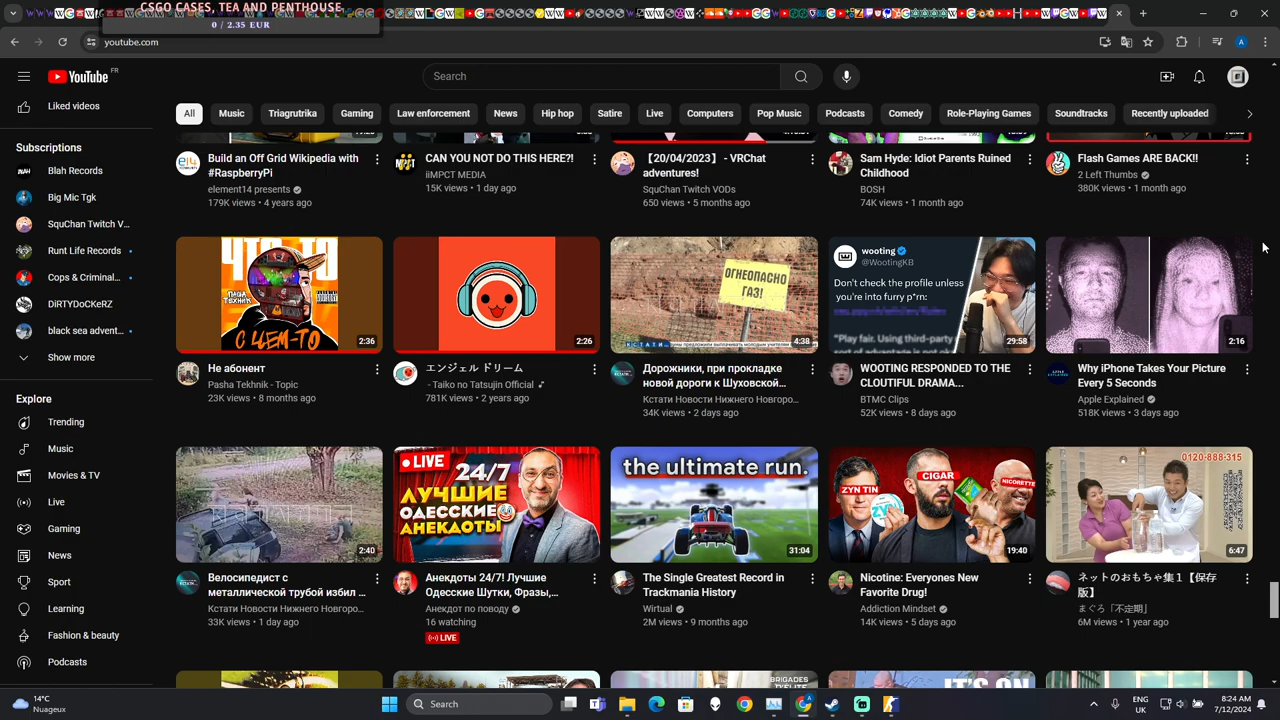 CSGO CASES, TEA AND PENTHOUSE
0 / 2.35 EUR
youtube.com
YouTube FR
Search
All
Music
Triagrutika
Gaming
Law enforcement
News
Hip hop
Satire
Live
Computers
Pop Music
Podcasts
Comedy
Role-Playing Games
Soundtracks
Recently uploaded
Liked videos
Subscriptions
Blah Records
Big Mic Tgk
SquChan Twitch V...
Runt Life Records
Cops & Criminal...
DiRTYDoCKeRZ
black sea advent...
Show more
Explore
Trending
Music
Movies & TV
Live
Gaming
News
Sport
Learning
Fashion & beauty
Podcasts
Build an Off Grid Wikipedia with
#RaspberryPi
element14 presents
179K views • 4 years ago
CAN YOU NOT DO THIS HERE?!
iiMPCT MEDIA
15K views • 1 day ago
【20/04/2023】 - VRChat
adventures!
SquChan Twitch VODs
650 views • 5 months ago
Sam Hyde: Idiot Parents Ruined
Childhood
BOSH
74K views • 1 month ago
Flash Games ARE BACK!!
2 Left Thumbs
380K views • 1 month ago
С ЦЕМ-ТО
2:36
Не абонент
Pasha Tekhnik - Topic
23K views • 8 months ago
2:26
エンジェル ドリーム
- Taiko no Tatsujin Official
781K views • 2 years ago
ОГНЕОПАСНО
ГАЗ!
КСТАТИ
4:38
Дорожники, при прокладке
новой дороги к Шуховской...
Кстати Новости Нижнего Новгоро...
34K views • 2 days ago
wooting
@WootingKB
Don't check the profile unless
you're into furry p*rn:
"Play fair. Using third-party
29:58
WOOTING RESPONDED TO THE
CLOUTIFUL DRAMA...
BTMC Clips
52K views • 8 days ago
2:16
Why iPhone Takes Your Picture
Every 5 Seconds
Apple Explained
518K views • 3 days ago
КСТАТИ
2:40
Велосипедист с
металлической трубой избил ...
Кстати Новости Нижнего Новгоро...
33K views • 1 day ago
LIVE
24/7
ЛУЧШИЕ
ОДЕССКИЕ
АНЕКДОТЫ
Анекдоты 24/7! Лучшие
Одесские Шутки, Фразы,...
Анекдот по поводу
16 watching
LIVE
the ultimate run.
31:04
The Single Greatest Record in
Trackmania History
Wirtual
2M views • 9 months ago
ZYN TIN
CIGAR
NICORETTE
19:40
Nicotine: Everyones New
Favorite Drug!
Addiction Mindset
14K views • 5 days ago
0120-888-315
6:47
ネットのおもちゃ集１【保存
版】
まぐろ「不定期」
6M views • 1 year ago
BRIGADES
IT'S ON
14°C
Nuageux
Search
ENG
UK
8:24 AM
7/12/2024